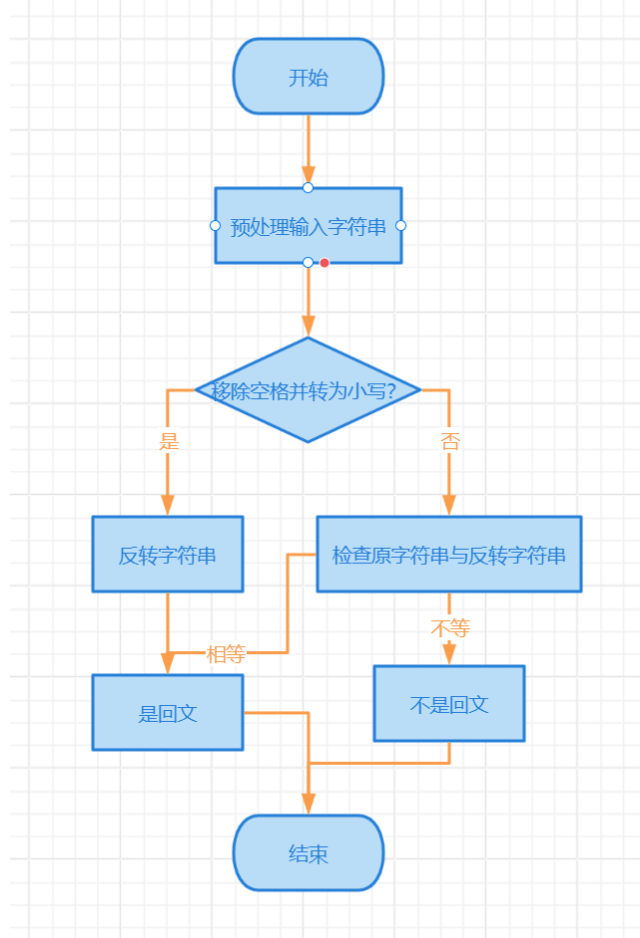 开始
预处理输入字符串
移除空格并转为小写?
是
否
反转字符串
检查原字符串与反转字符串
不等
相等
是回文
不是回文
结束